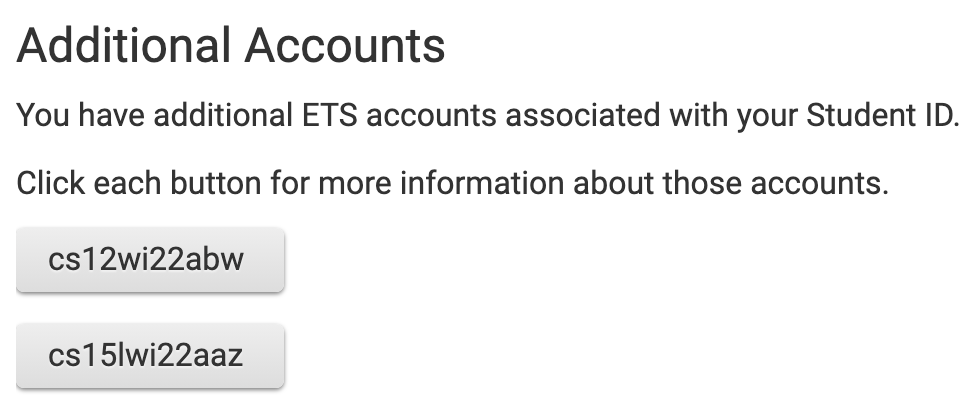 Additional Accounts
You have additional ETS accounts associated with your Student ID.
Click each button for more information about those accounts.
cs12wi22abw
cs15lwi22aaz